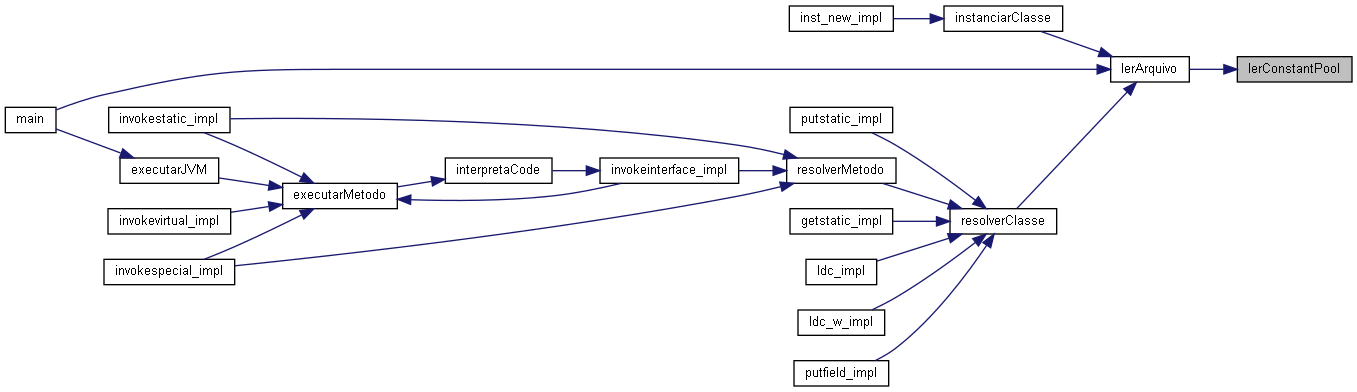 inst_new_impl
instanciarClasse
lerArquivo
lerConstantPool
main
invokestatic_impl
putstatic_impl
executarJVM
interpretaCode
invokeinterface_impl
resolverMetodo
executarMetodo
invokevirtual_impl
getstatic_impl
resolverClasse
invokespecial_impl
ldc_impl
ldc_w_impl
putfield_impl